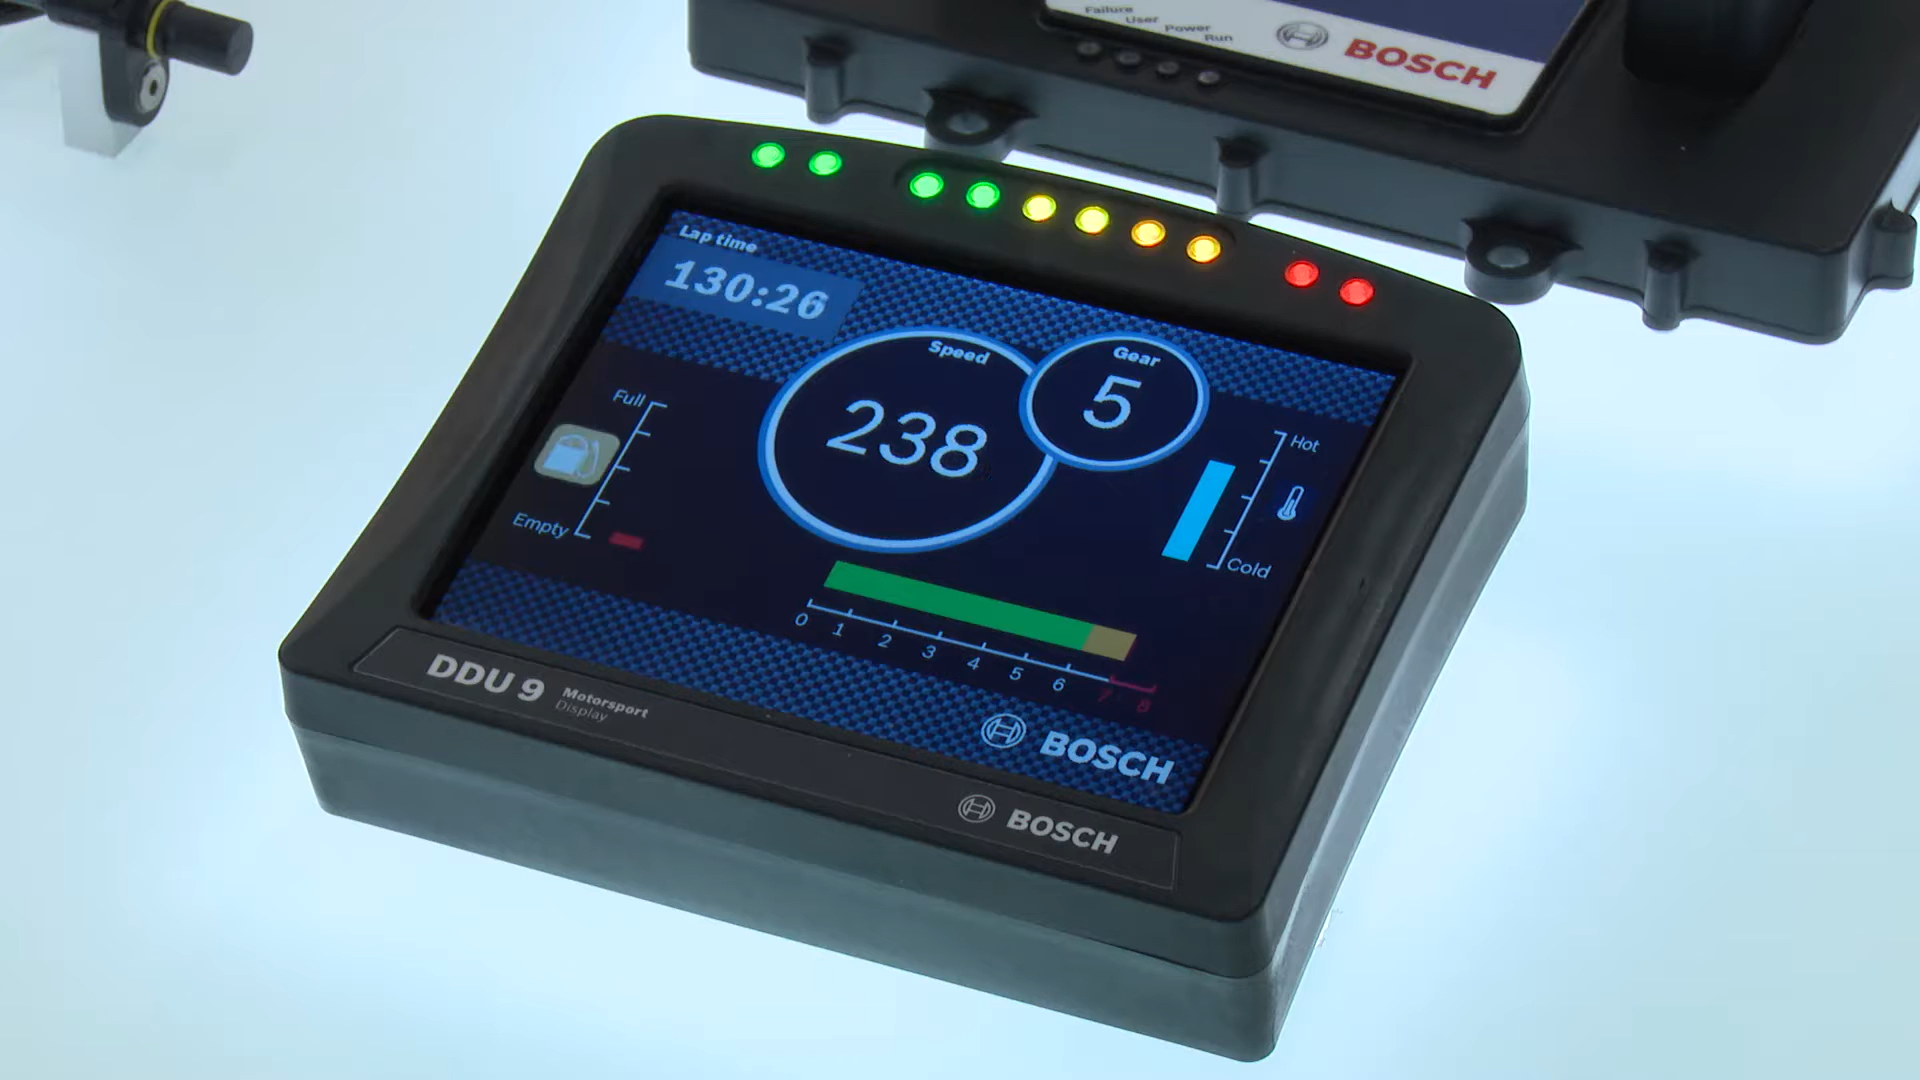 Failure
User
Power
Run
BOSCH
Lap time
130:26
Speed
238
Gear
5
Full
Empty
Hot
Cold
0 1 2 3 4 5 6 7 8
BOSCH
DDU 9 Motorsport
Display
BOSCH